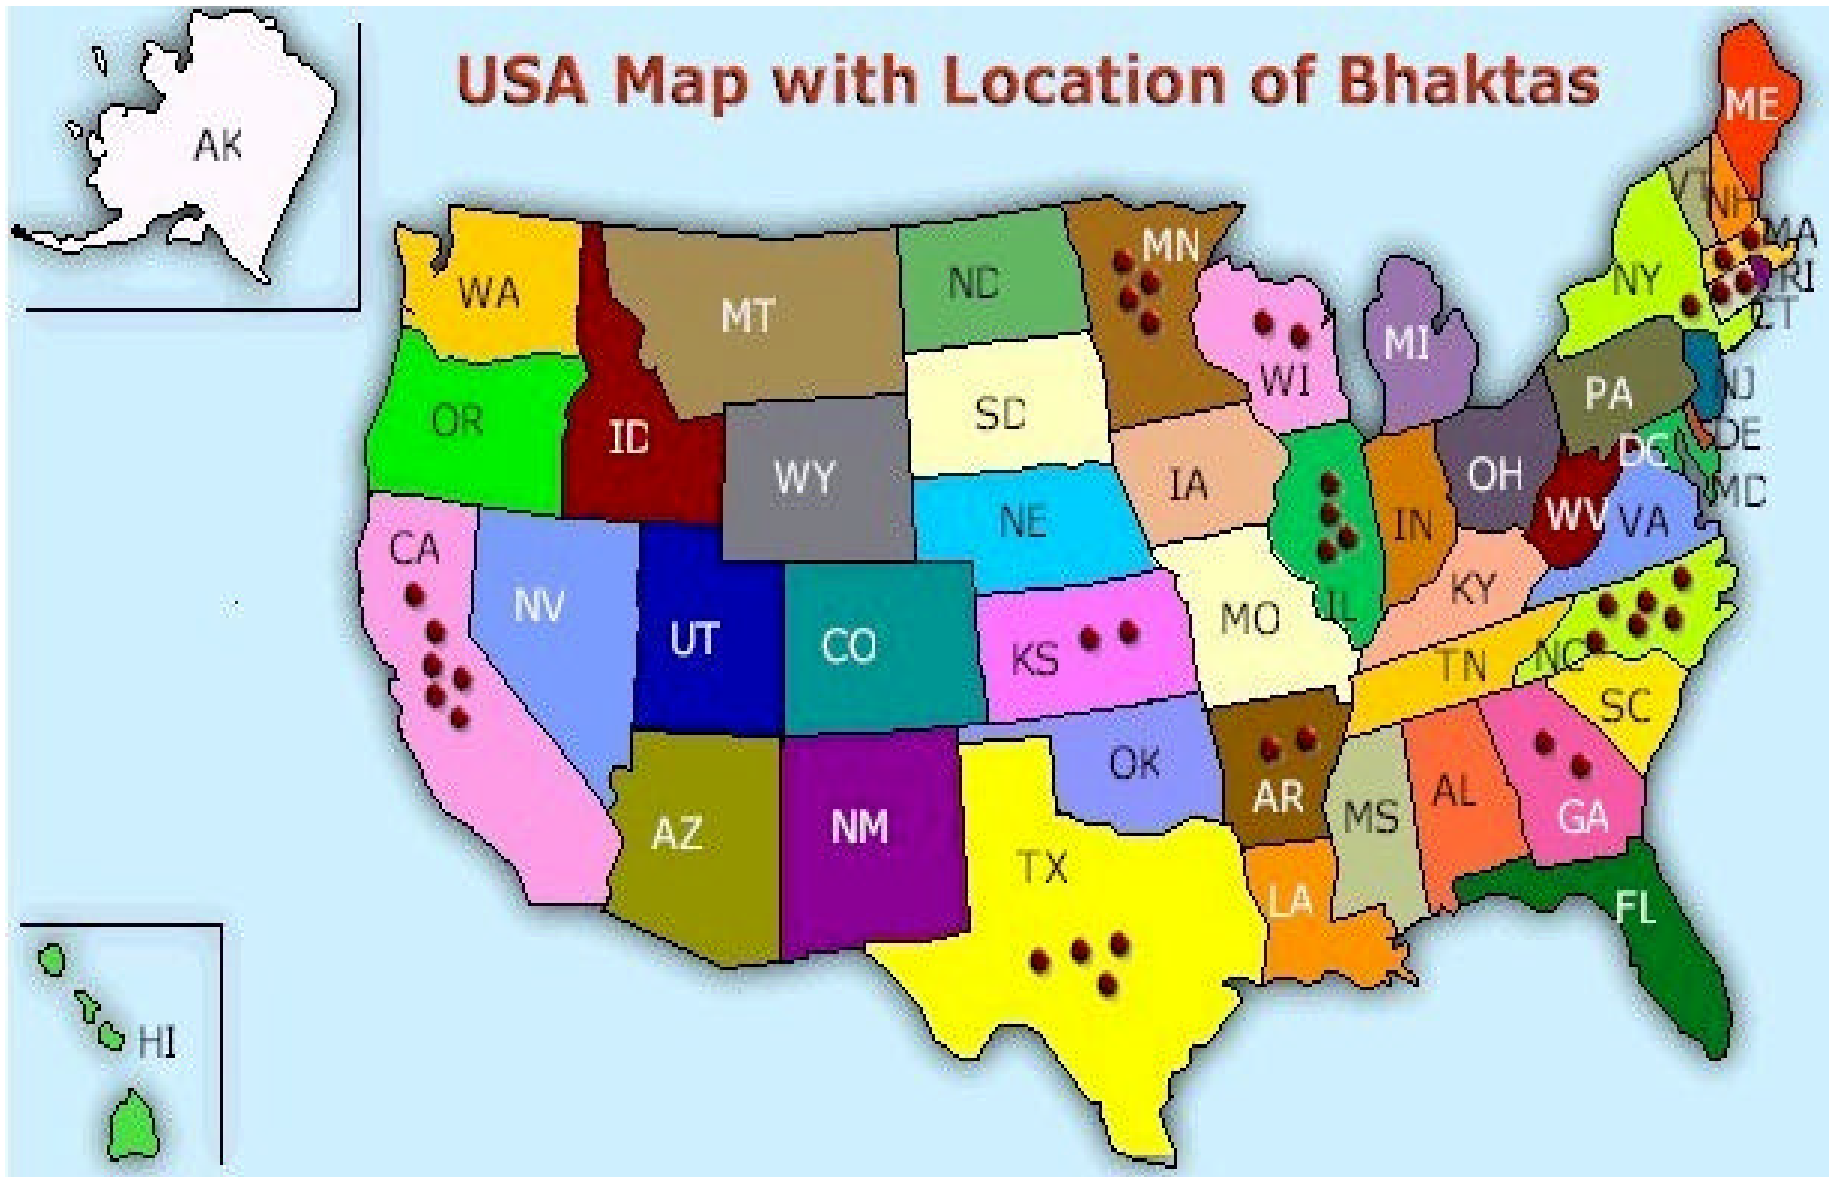 USA Map with Location of Bhaktas
AK
ME
VT
NH
MA
RI
CT
NY
WA
MT
ND
MN
WI
MI
PA
NJ
DE
DC
MD
OR
ID
SD
WY
IA
OH
WV
VA
IN
NE
CA
NV
UT
CO
KS
MO
IL
KY
TN
NC
SC
OK
AR
MS
AL
GA
AZ
NM
TX
LA
FL
HI